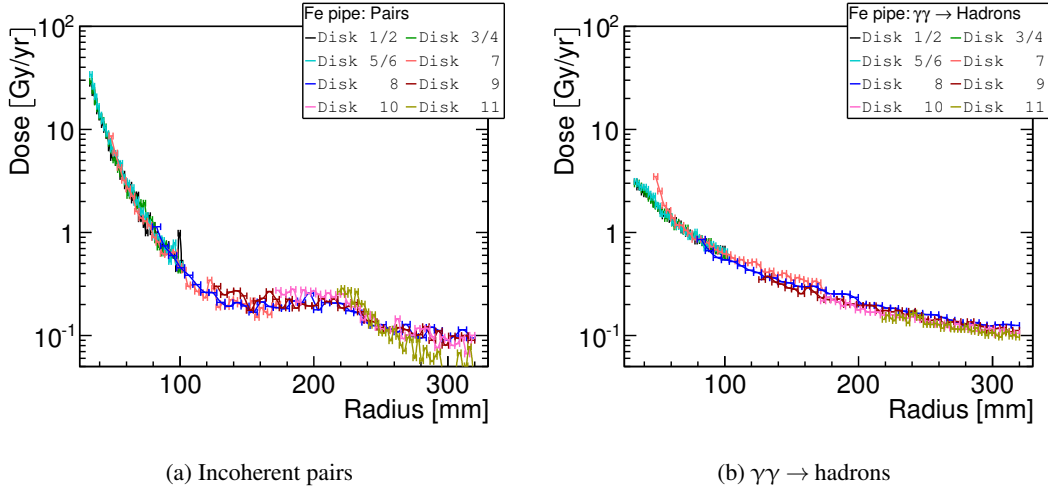 Fe pipe: Pairs
Disk 1/2 Disk 3/4
Disk 5/6 Disk 7
Disk 8 Disk 9
Disk 10 Disk 11
Dose [Gy/yr]
10²
10
1
10⁻¹
100 200 300
Radius [mm]
(a) Incoherent pairs
Fe pipe: γγ → Hadrons
Disk 1/2 Disk 3/4
Disk 5/6 Disk 7
Disk 8 Disk 9
Disk 10 Disk 11
Dose [Gy/yr]
10²
10
1
10⁻¹
100 200 300
Radius [mm]
(b) γγ → hadrons